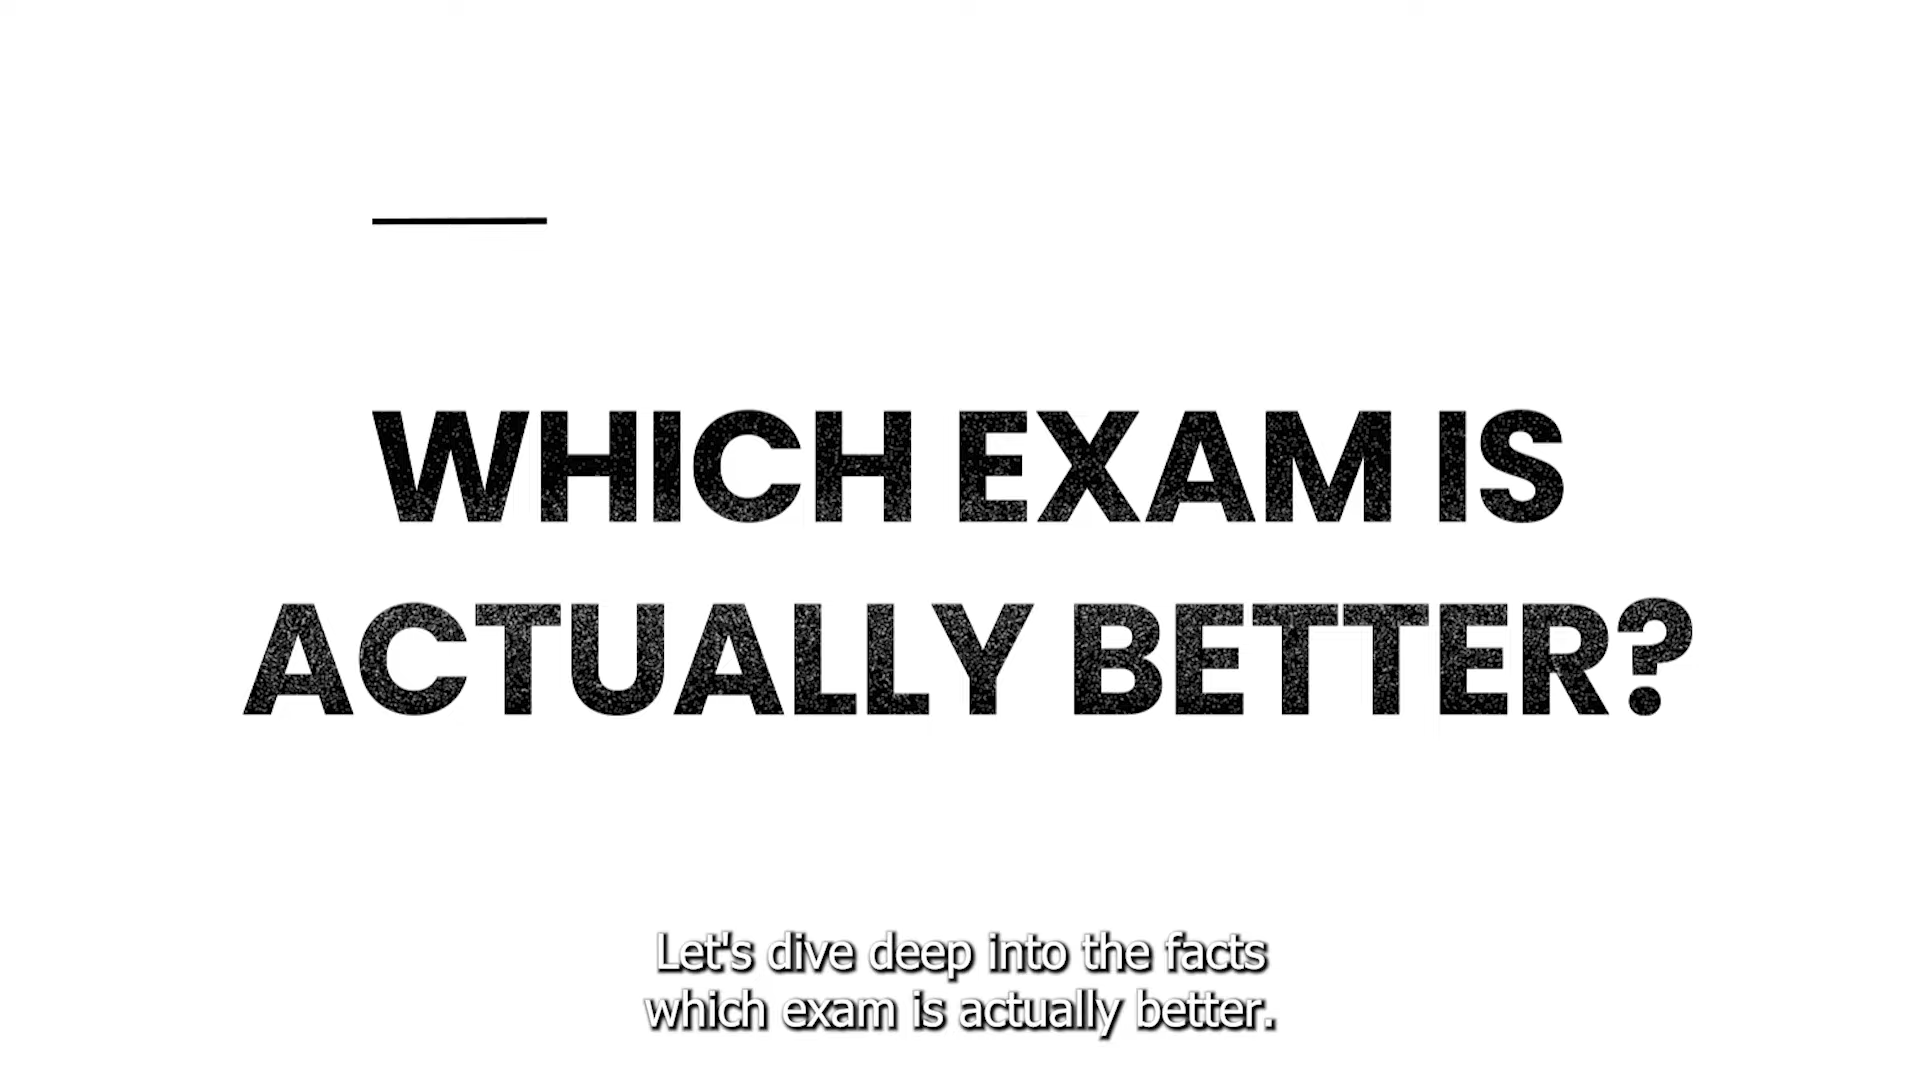 WHICH EXAM IS
ACTUALLY BETTER?
Let's dive deep into the facts
which exam is actually better.